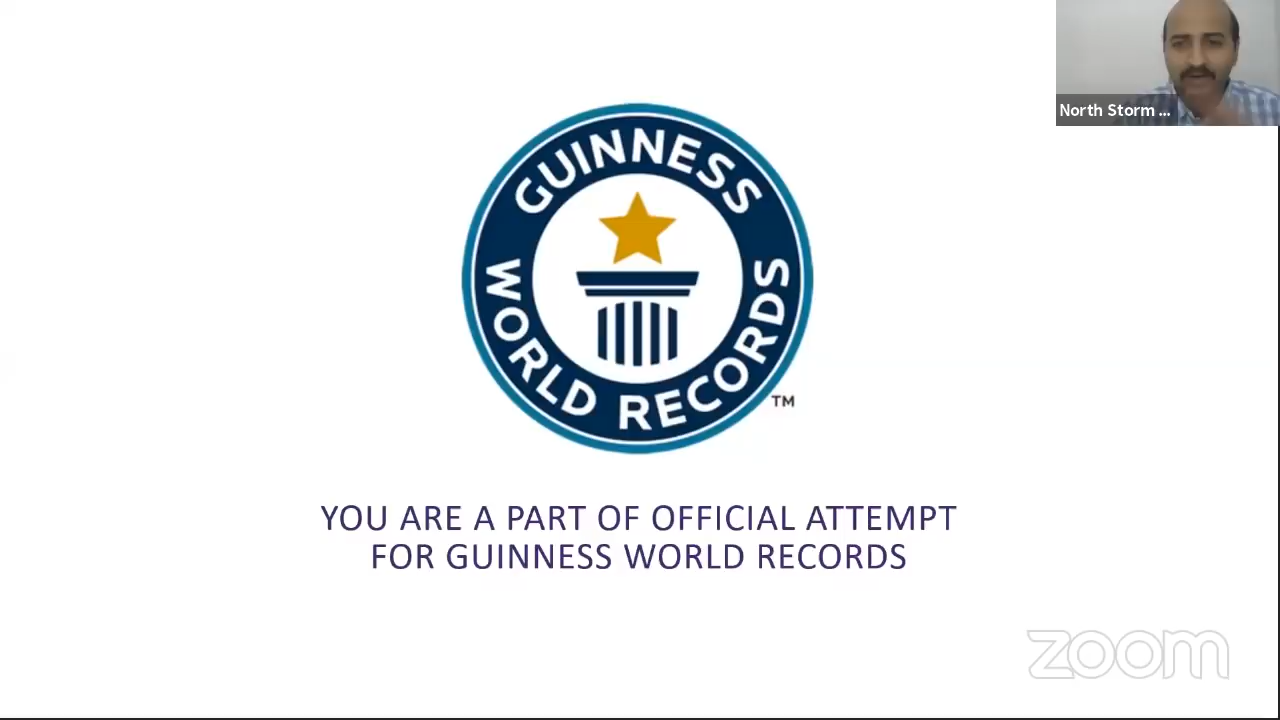 GUINNESS
WORLD RECORDS
TM
North Storm ...
YOU ARE A PART OF OFFICIAL ATTEMPT
FOR GUINNESS WORLD RECORDS
zoom